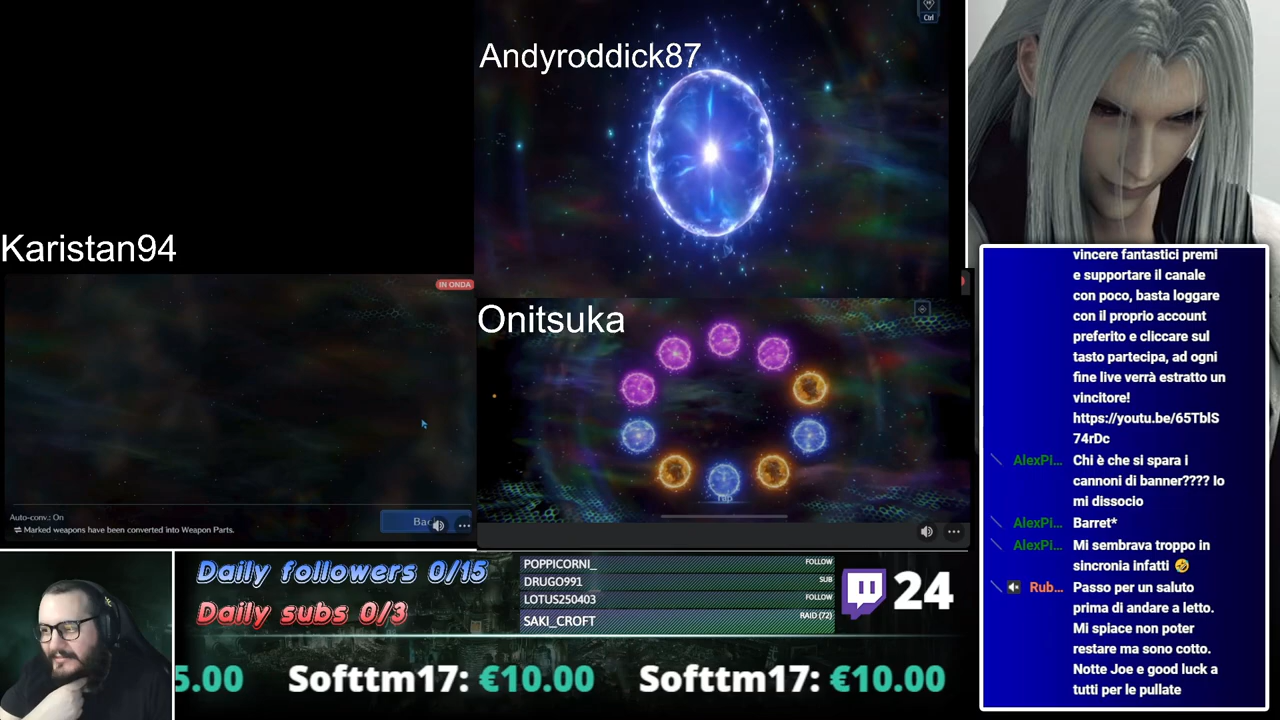 Andyroddick87
Ctrl
Karistan94
IN ONDA
Onitsuka
Auto-conv.: On
Marked weapons have been converted into Weapon Parts.
Daily followers 0/15
Daily subs 0/3
POPPICORNI_ FOLLOW
DRUGO991 SUB
LOTUS250403 FOLLOW
SAKI_CROFT RAID (72)
24
5.00 Softtm17: €10.00 Softtm17: €10.00
vincere fantastici premi
e supportare il canale
con poco, basta loggare
con il proprio account
preferito e cliccare sul
tasto partecipa, ad ogni
fine live verrà estratto un
vincitore!
https://youtu.be/65TblS
74rDc
AlexPi... Chi è che si spara i
cannoni di banner???? Io
mi dissocio
AlexPi... Barret*
AlexPi... Mi sembrava troppo in
sincronia infatti 🤣
Rub... Passo per un saluto
prima di andare a letto.
Mi spiace non poter
restare ma sono cotto.
Notte Joe e good luck a
tutti per le pullate